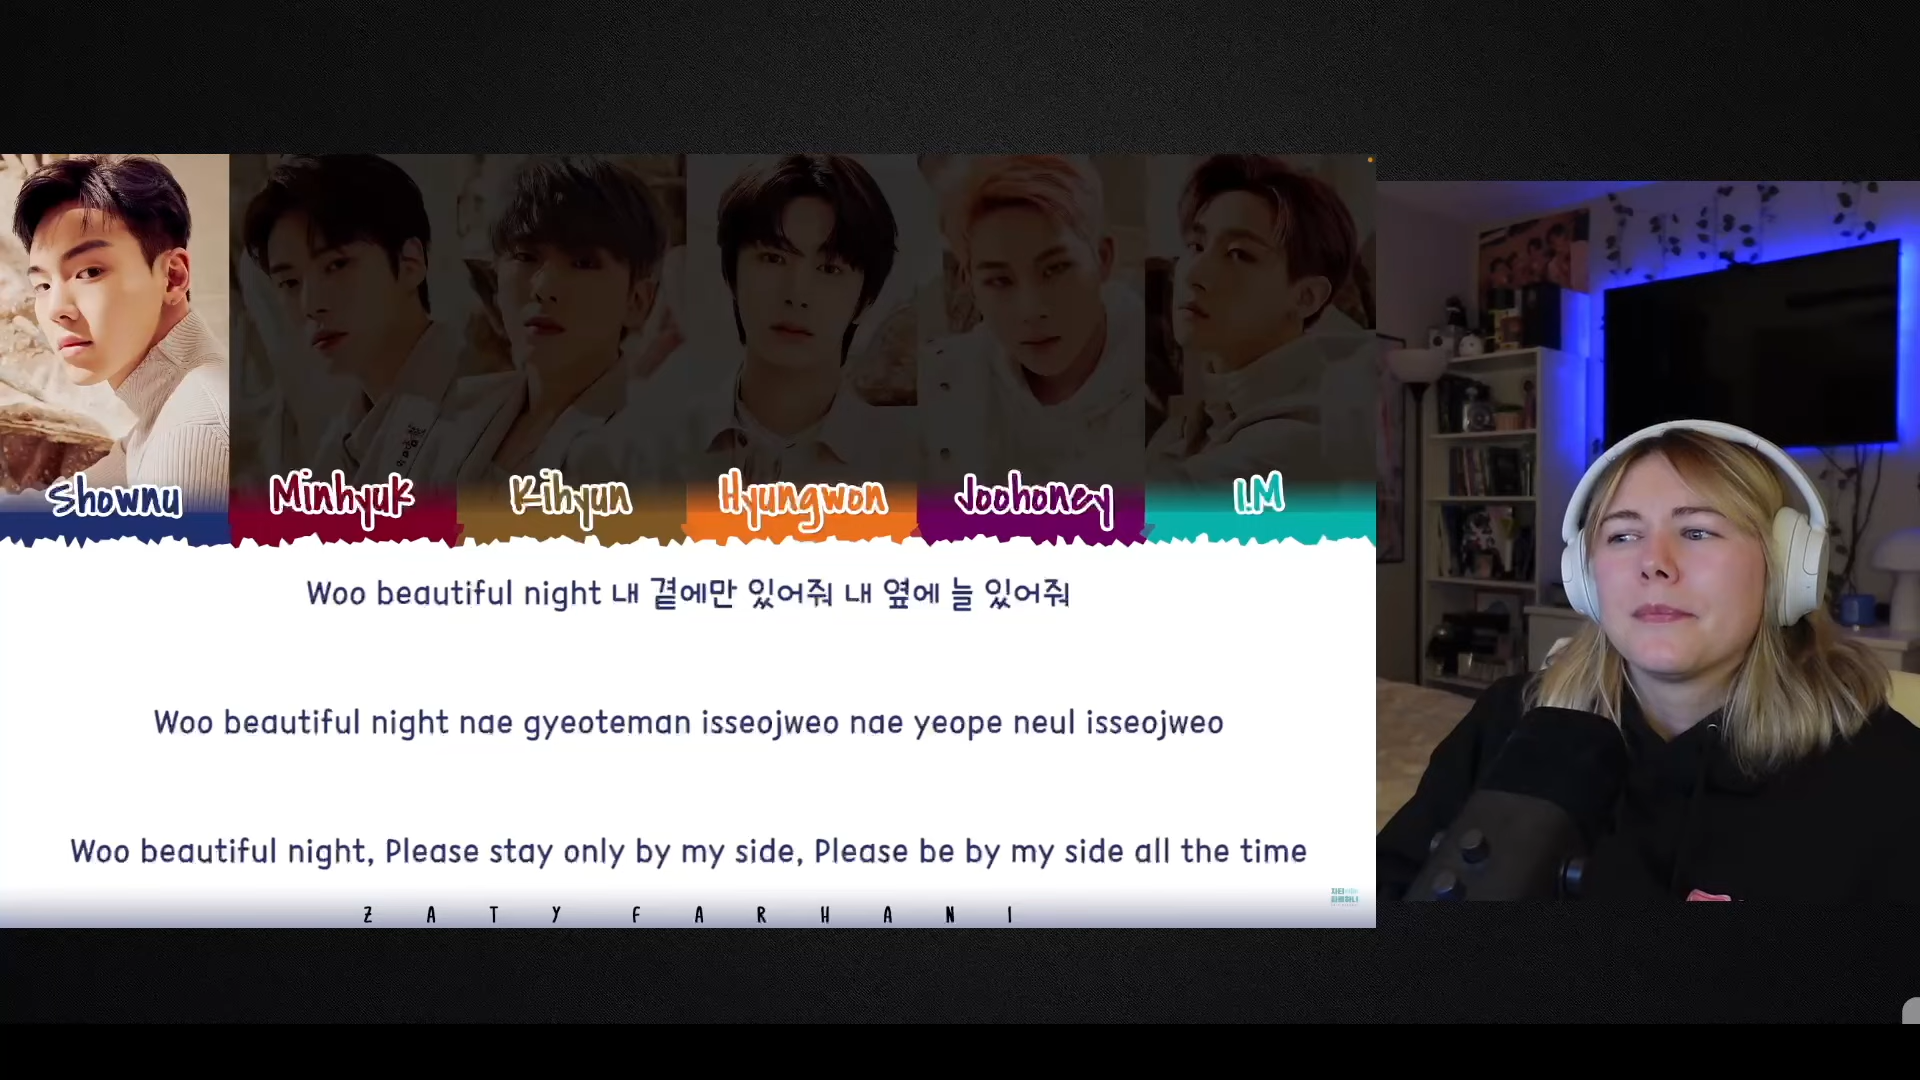 Shownu
Minhyuk
Kihyun
Hyungwon
Joohoney
I.M
Woo beautiful night 내 곁에만 있어줘 내 옆에 늘 있어줘
Woo beautiful night nae gyeoteman isseojweo nae yeope neul isseojweo
Woo beautiful night, Please stay only by my side, Please be by my side all the time
ZATY FARHANI